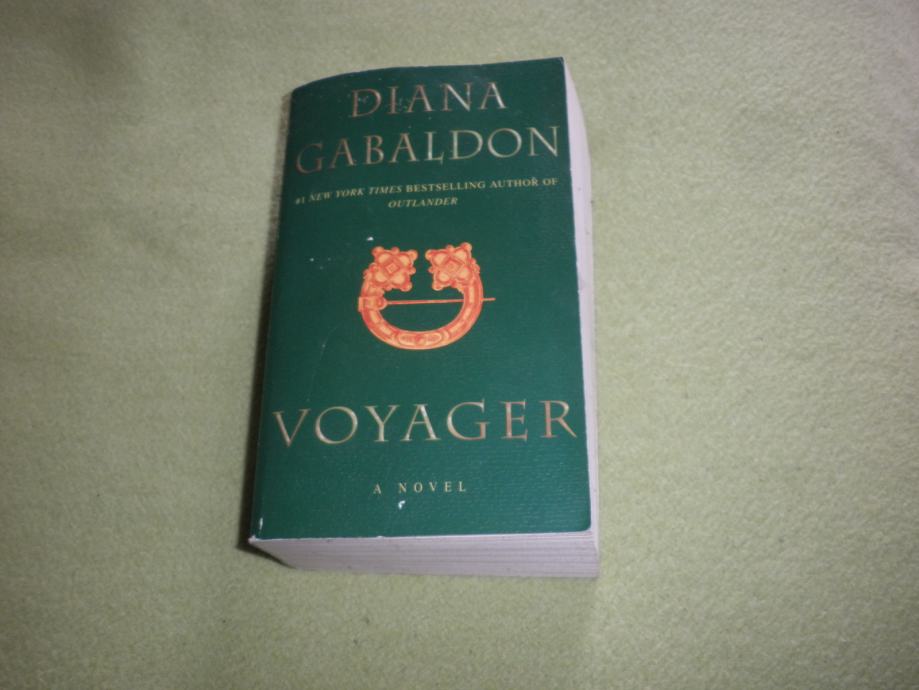 DIANA
GABALDON
#1 NEW YORK TIMES BESTSELLING AUTHOR OF
OUTLANDER
VOYAGER
A NOVEL